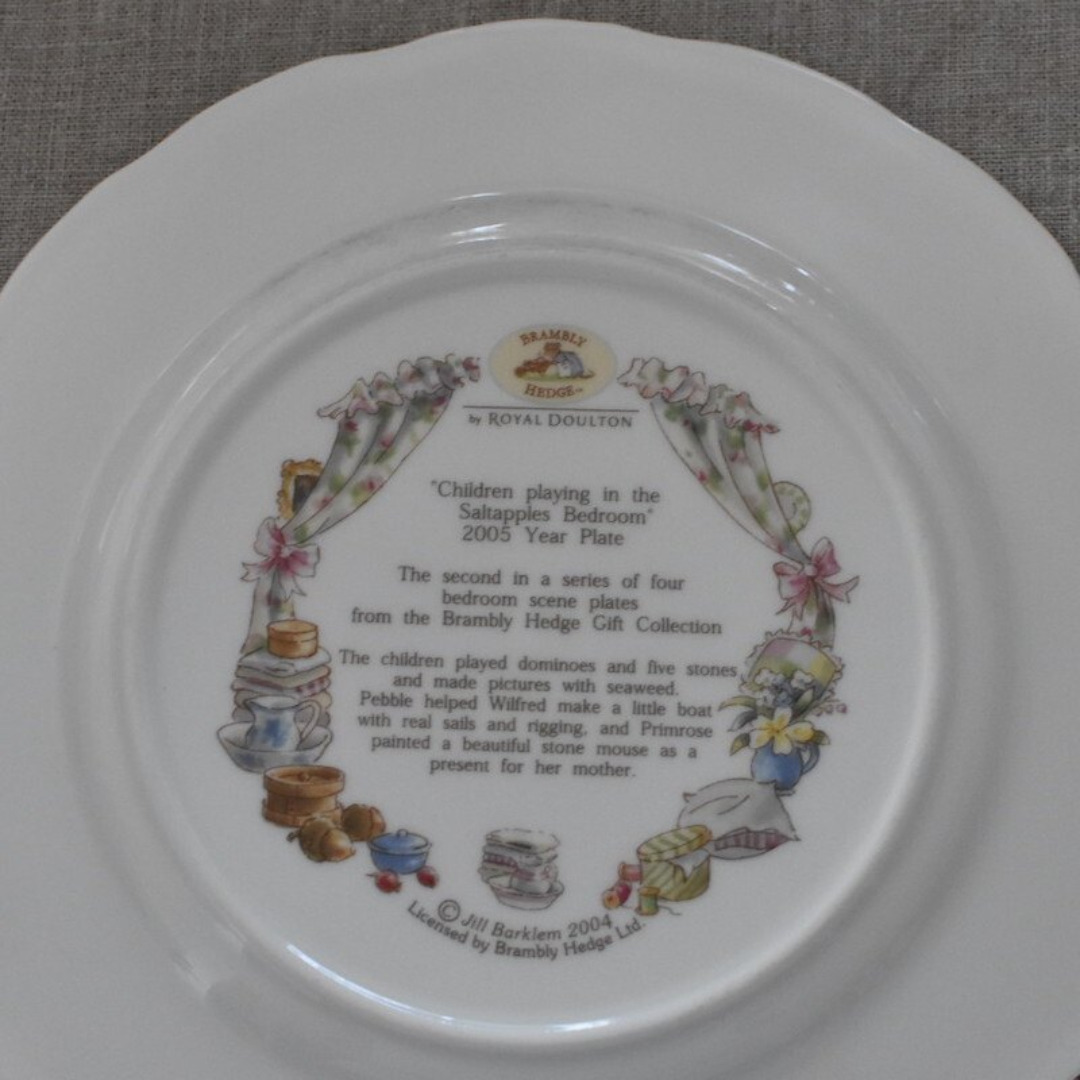 BRAMBLY
HEDGE™
by ROYAL DOULTON
"Children playing in the
Saltapples Bedroom"
2005 Year Plate
The second in a series of four
bedroom scene plates
from the Brambly Hedge Gift Collection
The children played dominoes and five stones
and made pictures with seaweed.
Pebble helped Wilfred make a little boat
with real sails and rigging, and Primrose
painted a beautiful stone mouse as a
present for her mother.
© Jill Barklem 2004
Licensed by Brambly Hedge Ltd.